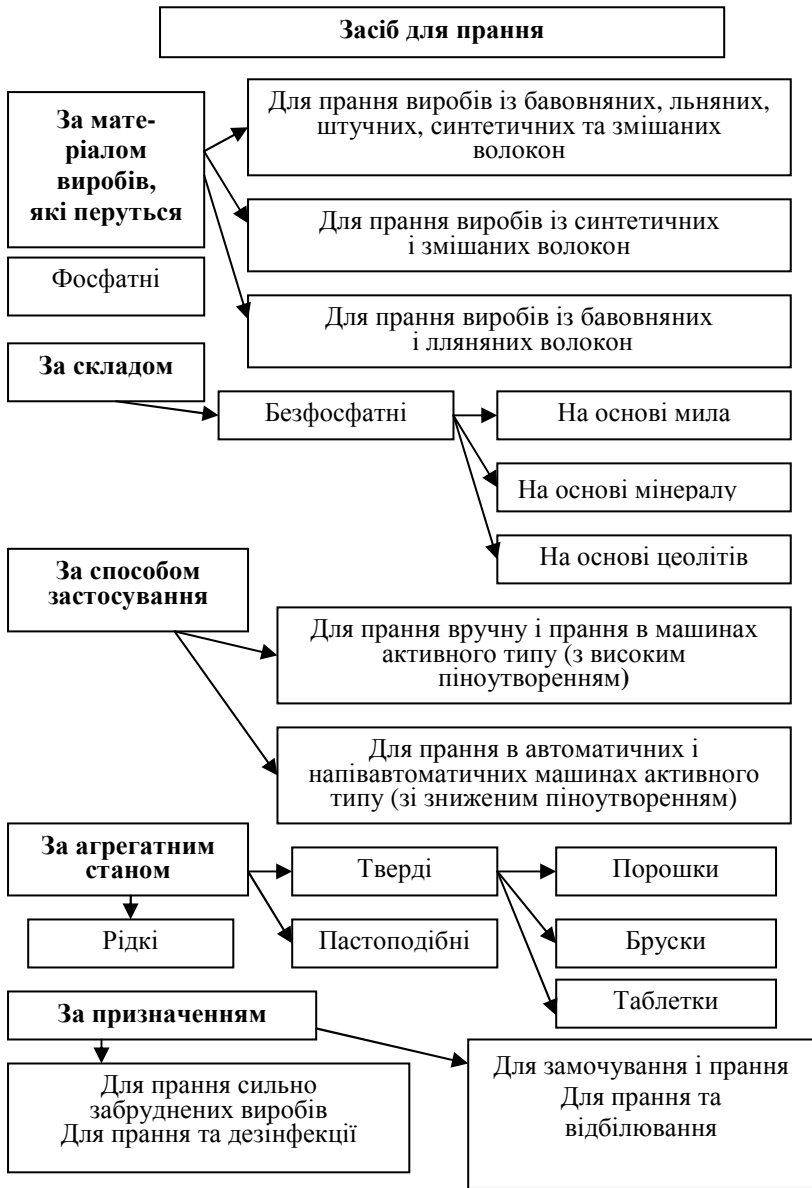 Засіб для прання
За мате-
ріалом
виробів,
які перуться
Для прання виробів із бавовняних, льняних,
штучних, синтетичних та змішаних
волокон
Для прання виробів із синтетичних
і змішаних волокон
Фосфатні
Для прання виробів із бавовняних
і лляняних волокон
За складом
Безфосфатні
На основі мила
На основі мінералу
На основі цеолітів
За способом
застосування
Для прання вручну і прання в машинах
активного типу (з високим
піноутворенням)
Для прання в автоматичних і
напівавтоматичних машинах активного
типу (зі зниженим піноутворенням)
За агрегатним
станом
Тверді
Порошки
Рідкі
Пастоподібні
Бруски
Таблетки
За призначенням
Для прання сильно
забруднених виробів
Для прання та дезінфекції
Для замочування і прання
Для прання та
відбілювання